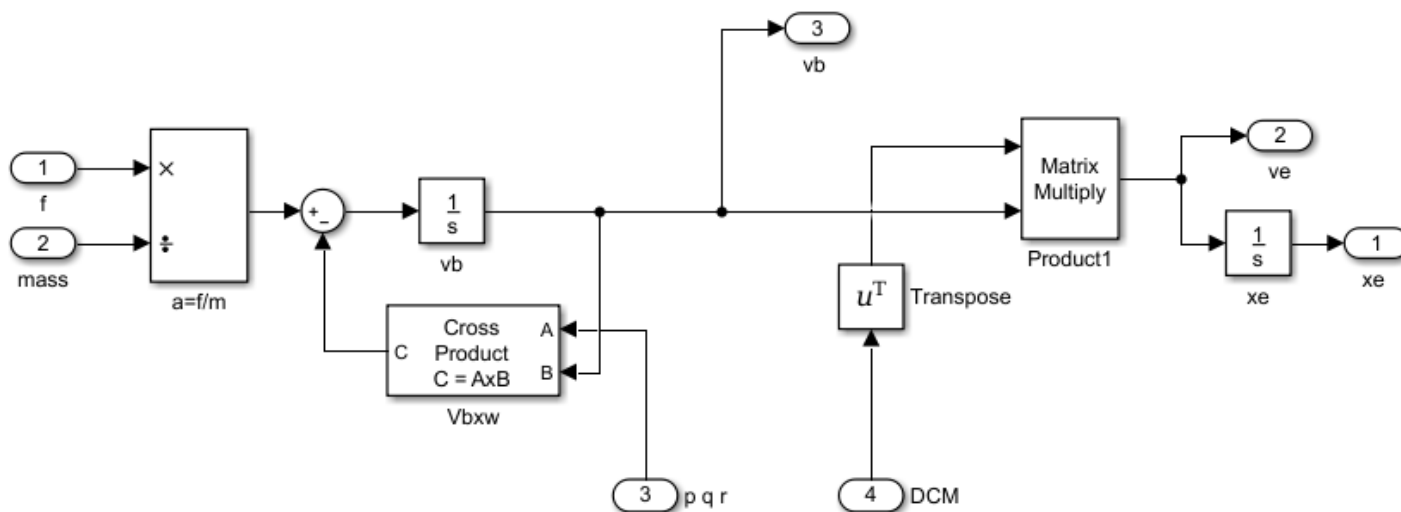 3
vb
1
f
×
2
mass
÷
a=f/m
+
−
1
s
vb
Cross
Product
C = AxB
C
A
B
Vbxw
3
p q r
Matrix
Multiply
Product1
uT
Transpose
4
DCM
2
ve
1
s
xe
1
xe